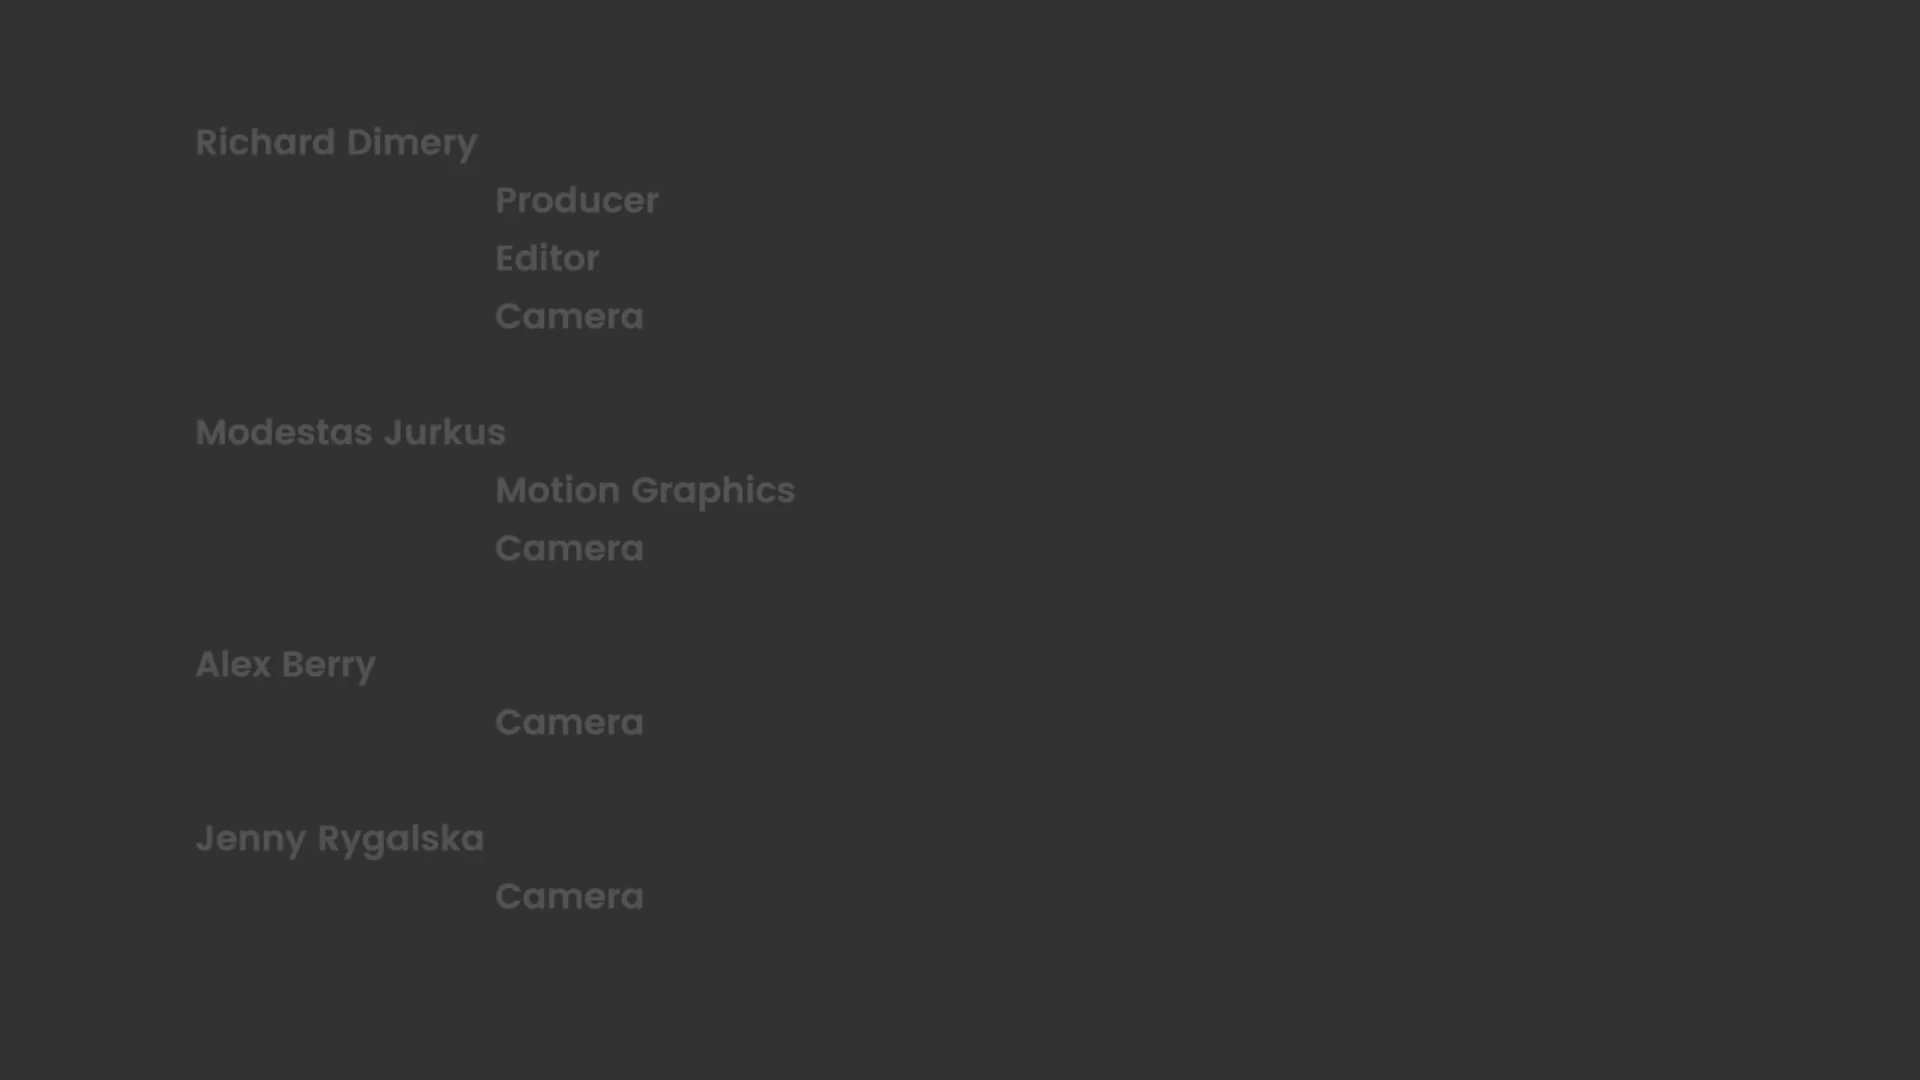 Richard Dimery
Producer
Editor
Camera
Modestas Jurkus
Motion Graphics
Camera
Alex Berry
Camera
Jenny Rygalska
Camera